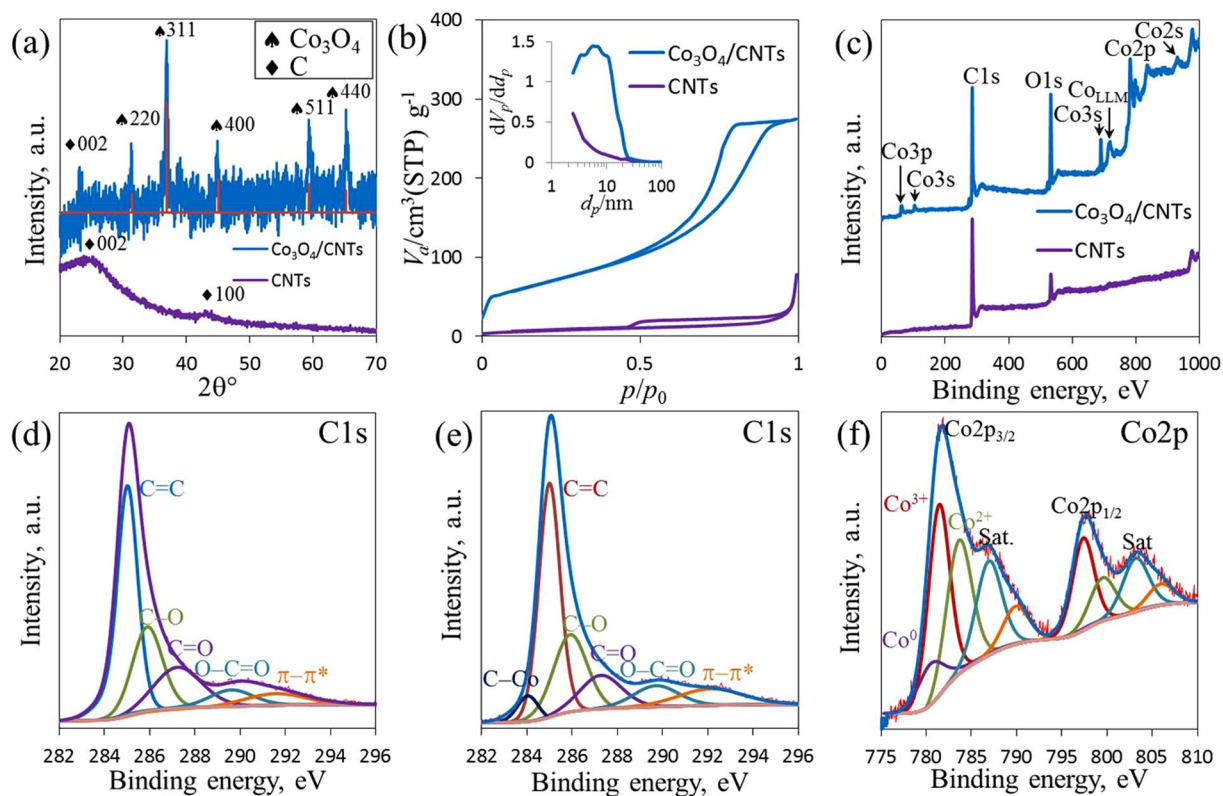 (a)
♠311
♠ Co₃O₄
♦ C
♦002
♠220
♠400
♠511
♠440
♦002
♦100
Co₃O₄/CNTs
CNTs
Intensity, a.u.
20 30 40 50 60 70
2θ°
(b)
Co₃O₄/CNTs
CNTs
dVₚ/ddₚ
1.5
1
0.5
0
1 10 100
dₚ/nm
Vₐ/cm³(STP) g⁻¹
400
300
200
100
0
0 0.5 1
p/p₀
(c)
Co2s
Co2p
C1s
O1s
Co_LLM
Co3s
Co3p
Co3s
Co₃O₄/CNTs
CNTs
Intensity, a.u.
0 200 400 600 800 1000
Binding energy, eV
(d)
C1s
C=C
C–O
C=O
O–C=O
π–π*
Intensity, a.u.
282 284 286 288 290 292 294 296
Binding energy, eV
(e)
C1s
C=C
C–O
C=O
C–Co
O–C=O
π–π*
Intensity, a.u.
282 284 286 288 290 292 294 296
Binding energy, eV
(f)
Co2p
Co2p₃/₂
Co³⁺
Co²⁺
Sat.
Co2p₁/₂
Sat
Co⁰
Intensity, a.u.
775 780 785 790 795 800 805 810
Binding energy, eV